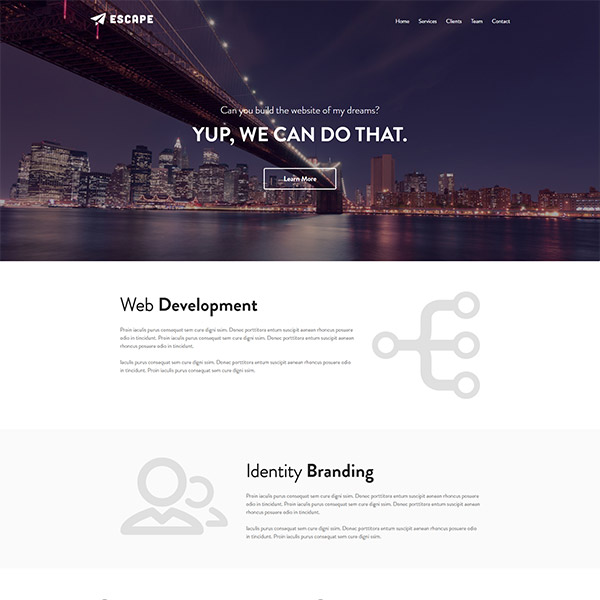 ESCAPE
Home Services Clients Team Contact
Can you build the website of my dreams?
YUP, WE CAN DO THAT.
Learn More
Web Development
Proin iaculis purus consequat sem cure digni ssim. Donec porttitora entum suscipit aenean rhoncus posuere
odio in tincidunt. Proin iaculis purus consequat sem cure digni ssim. Donec porttitora entum suscipit aenean
rhoncus posuere odio in tincidunt.
Iaculis purus consequat sem cure digni ssim. Donec porttitora entum suscipit aenean rhoncus posuere odio
in tincidunt. Proin iaculis purus consequat sem cure digni ssim.
Identity Branding
Proin iaculis purus consequat sem cure digni ssim. Donec porttitora entum suscipit aenean rhoncus posuere
odio in tincidunt. Proin iaculis purus consequat sem cure digni ssim. Donec porttitora entum suscipit aenean
rhoncus posuere odio in tincidunt.
Iaculis purus consequat sem cure digni ssim. Donec porttitora entum suscipit aenean rhoncus posuere odio
in tincidunt. Proin iaculis purus consequat sem cure digni ssim.